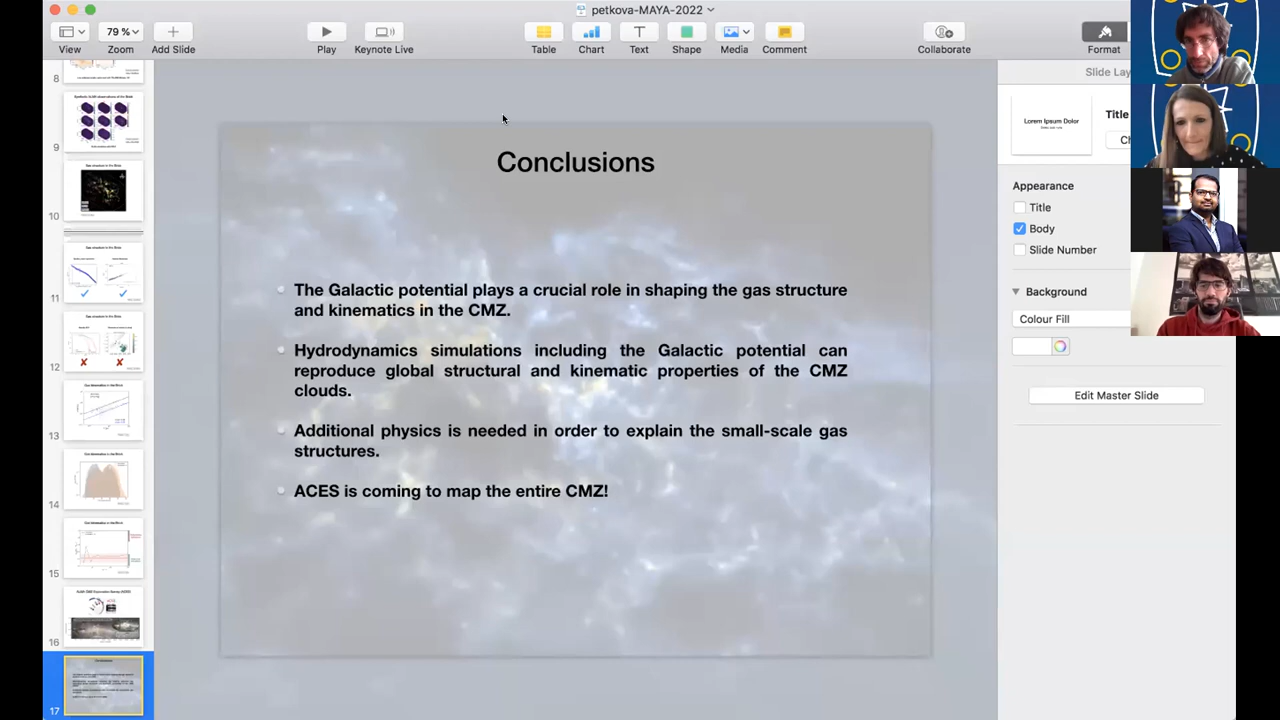 petkova-MAYA-2022
View
79 %
Zoom
Add Slide
Play
Keynote Live
Table
Chart
Text
Shape
Media
Comment
Collaborate
Format
Slide Lay
Lorem Ipsum Dolor
Title
Ch
Appearance
Title
Body
Slide Number
Background
Colour Fill
Edit Master Slide
8
9
10
11
12
13
14
15
16
17
Conclusions
The Galactic potential plays a crucial role in shaping the gas structure
and kinematics in the CMZ.
Hydrodynamics simulations including the Galactic potential can
reproduce global structural and kinematic properties of the CMZ
clouds.
Additional physics is needed in order to explain the small-scale gas
structures.
ACES is coming to map the entire CMZ!